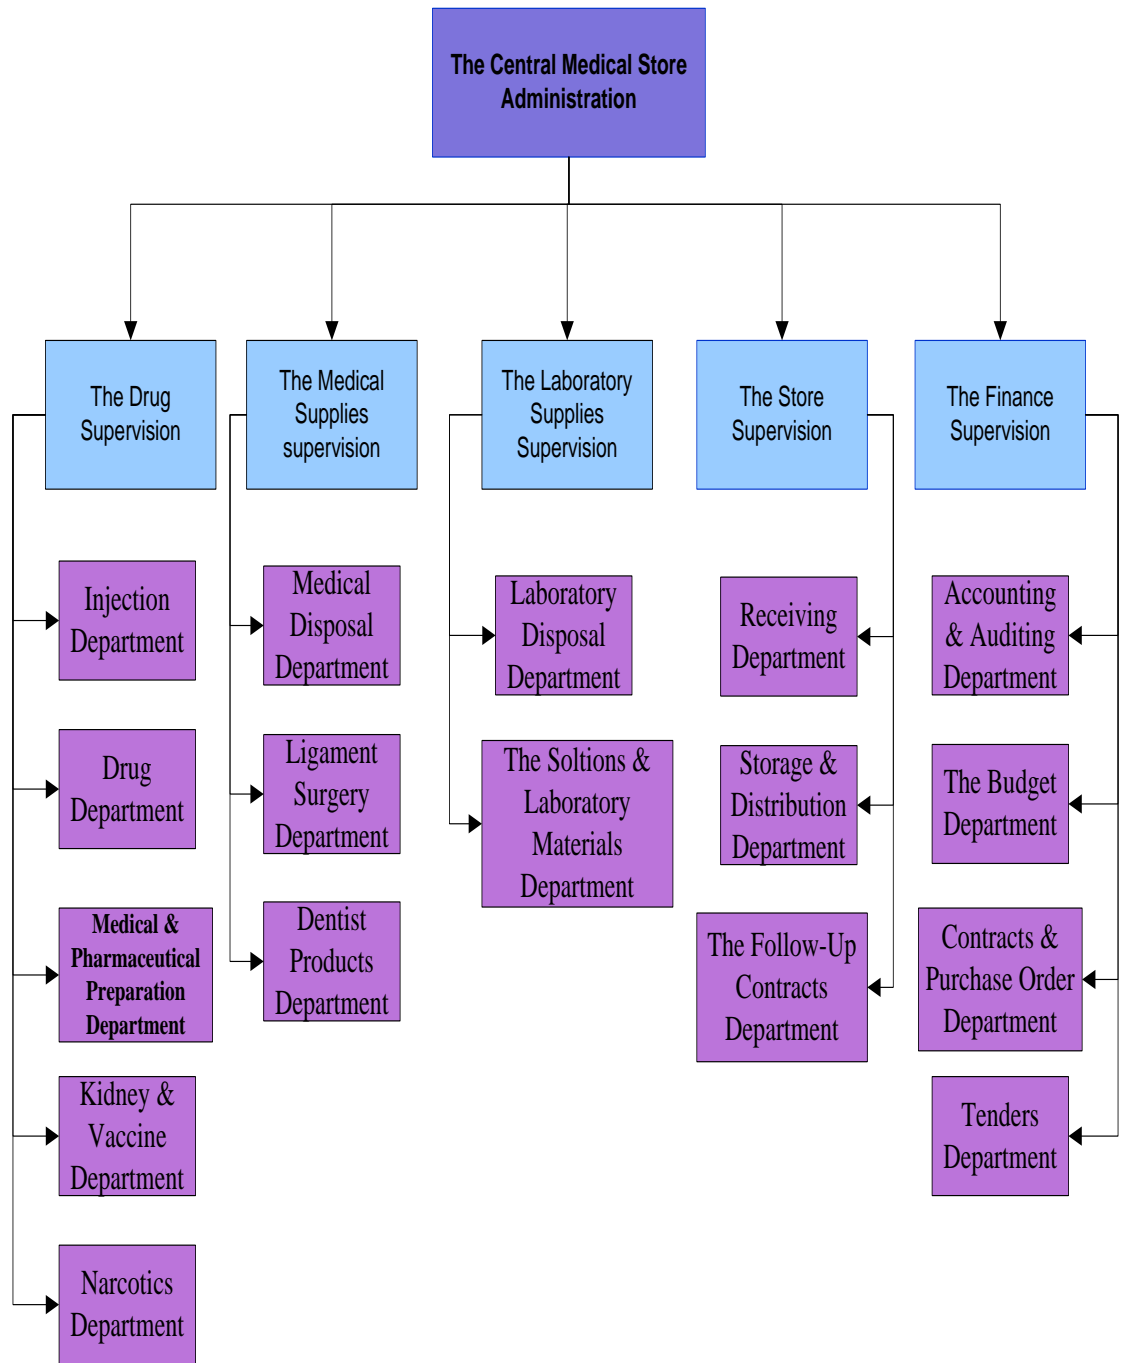 The Central Medical Store
Administration
The Drug
Supervision
The Medical
Supplies
supervision
The Laboratory
Supplies
Supervision
The Store
Supervision
The Finance
Supervision
Injection
Department
Drug
Department
Medical &
Pharmaceutical
Preparation
Department
Kidney &
Vaccine
Department
Narcotics
Department
Medical
Disposal
Department
Ligament
Surgery
Department
Dentist
Products
Department
Laboratory
Disposal
Department
The Soltions &
Laboratory
Materials
Department
Receiving
Department
Storage &
Distribution
Department
The Follow-Up
Contracts
Department
Accounting
& Auditing
Department
The Budget
Department
Contracts &
Purchase Order
Department
Tenders
Department